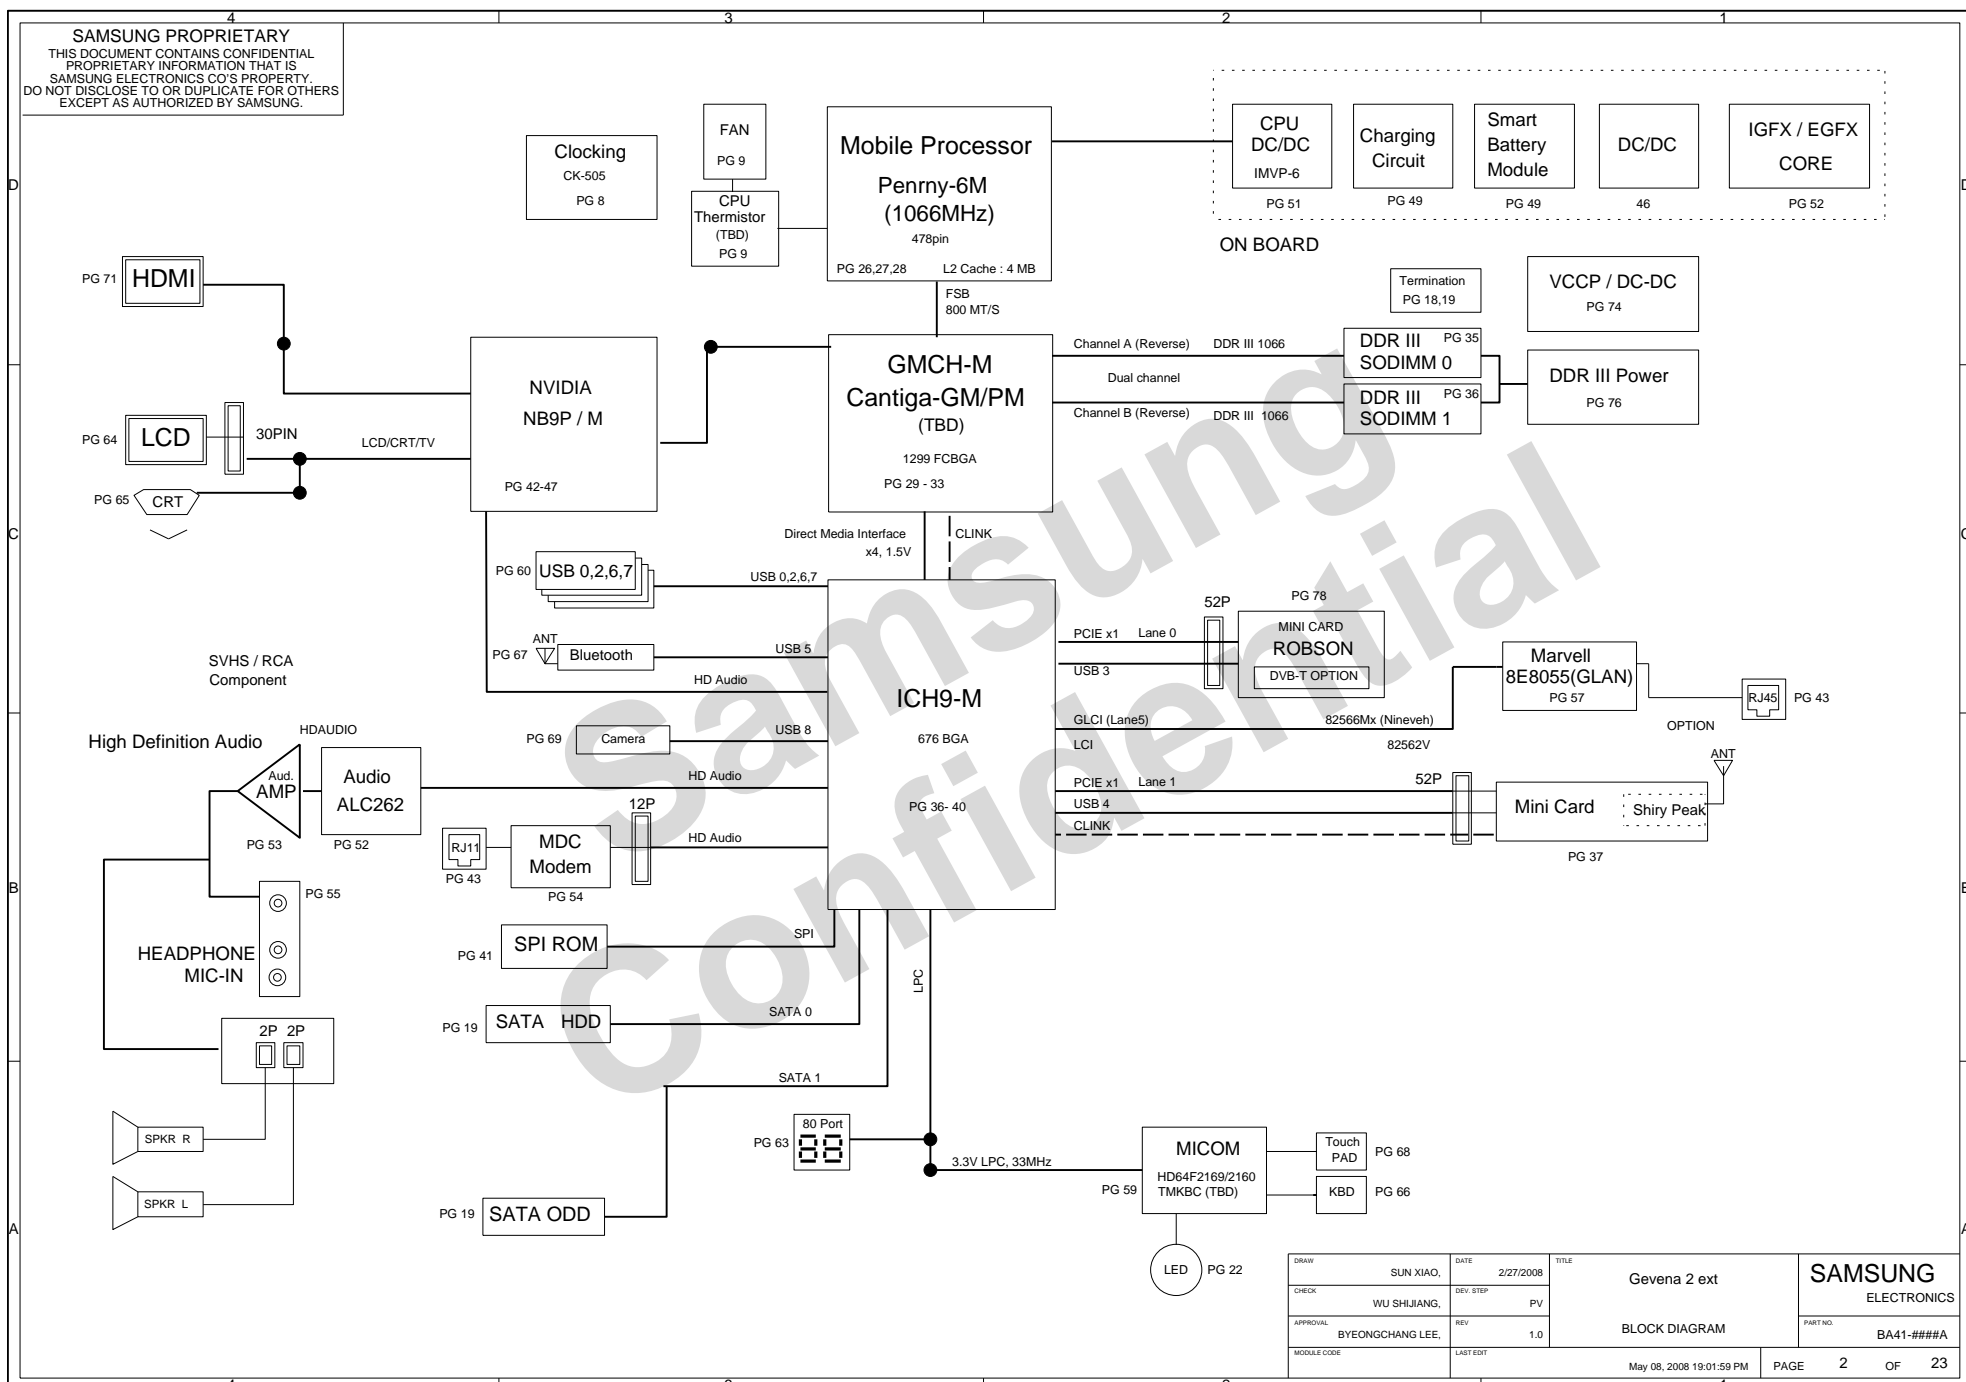 4 3 2 1
SAMSUNG PROPRIETARY
THIS DOCUMENT CONTAINS CONFIDENTIAL
PROPRIETARY INFORMATION THAT IS
SAMSUNG ELECTRONICS CO'S PROPERTY.
DO NOT DISCLOSE TO OR DUPLICATE FOR OTHERS
EXCEPT AS AUTHORIZED BY SAMSUNG.
Clocking
CK-505
PG 8
FAN
PG 9
CPU
Thermistor
(TBD)
PG 9
Mobile Processor
Penrny-6M
(1066MHz)
478pin
PG 26,27,28 L2 Cache : 4 MB
CPU
DC/DC
IMVP-6
PG 51
Charging
Circuit
PG 49
Smart
Battery
Module
PG 49
DC/DC
46
IGFX / EGFX
CORE
PG 52
ON BOARD
D
PG 71 HDMI
FSB
800 MT/S
Termination
PG 18,19
VCCP / DC-DC
PG 74
NVIDIA
NB9P / M
PG 42-47
GMCH-M
Cantiga-GM/PM
(TBD)
1299 FCBGA
PG 29 - 33
Channel A (Reverse) DDR III 1066
Dual channel
Channel B (Reverse) DDR III 1066
DDR III PG 35
SODIMM 0
DDR III PG 36
SODIMM 1
DDR III Power
PG 76
PG 64 LCD 30PIN LCD/CRT/TV
PG 65 CRT
C
Direct Media Interface
x4, 1.5V
CLINK
PG 60 USB 0,2,6,7 USB 0,2,6,7
ANT
PG 67 Bluetooth USB 5
HD Audio
SVHS / RCA
Component
ICH9-M
676 BGA
PG 36- 40
PCIE x1 Lane 0 52P
USB 3
PG 78
MINI CARD
ROBSON
DVB-T OPTION
Marvell
8E8055(GLAN)
PG 57
RJ45 PG 43
OPTION
GLCI (Lane5) 82566Mx (Nineveh)
LCI 82562V
PG 69 Camera USB 8
High Definition Audio HDAUDIO
Aud.
AMP
PG 53
Audio
ALC262
PG 52
HD Audio
PCIE x1 Lane 1 52P
USB 4
CLINK
Mini Card Shiry Peak
ANT
PG 37
12P
RJ11
PG 43
MDC
Modem
PG 54
HD Audio
B
PG 55
HEADPHONE
MIC-IN
PG 41 SPI ROM SPI
LPC
PG 19 SATA HDD SATA 0
2P 2P
SATA 1
SPKR R
SPKR L
PG 63 80 Port
88
3.3V LPC, 33MHz
PG 59
MICOM
HD64F2169/2160
TMKBC (TBD)
Touch
PAD
PG 68
KBD PG 66
PG 19 SATA ODD
LED PG 22
A
Samsung
Confidential
DRAW SUN XIAO,
DATE 2/27/2008
TITLE Gevena 2 ext
BLOCK DIAGRAM
SAMSUNG
ELECTRONICS
CHECK WU SHIJIANG,
DEV. STEP PV
APPROVAL BYEONGCHANG LEE,
REV 1.0
PART NO. BA41-####A
MODULE CODE
LAST EDIT May 08, 2008 19:01:59 PM
PAGE 2 OF 23